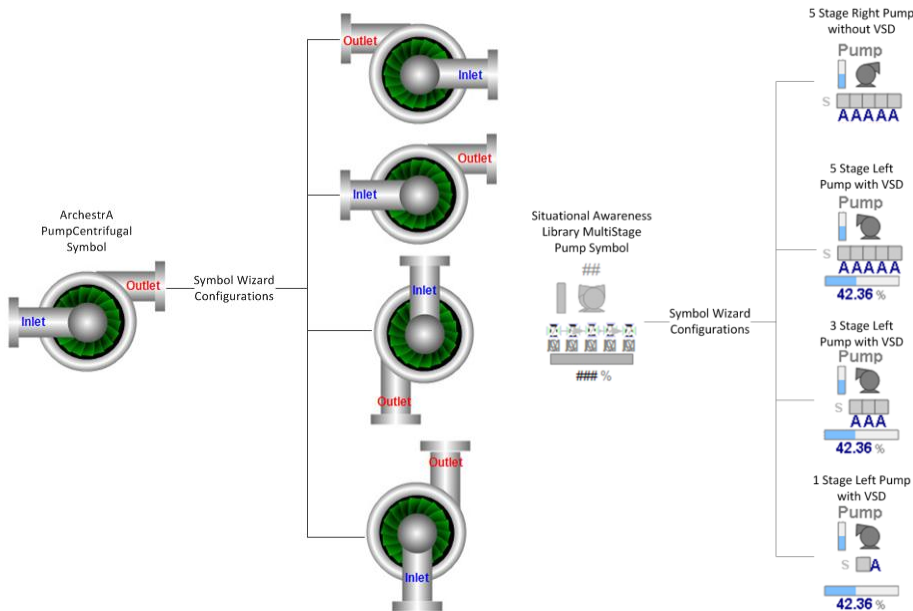 ArchestrA
PumpCentrifugal
Symbol
Outlet
Inlet
Symbol Wizard
Configurations
Outlet
Inlet
Outlet
Inlet
Inlet
Outlet
Outlet
Inlet
Situational Awareness
Library MultiStage
Pump Symbol
##
### %
Symbol Wizard
Configurations
5 Stage Right Pump
without VSD
Pump
S
AAAAA
5 Stage Left
Pump with VSD
Pump
S
AAAAA
42.36 %
3 Stage Left
Pump with VSD
Pump
S
AAA
42.36 %
1 Stage Left Pump
with VSD
Pump
S A
42.36 %